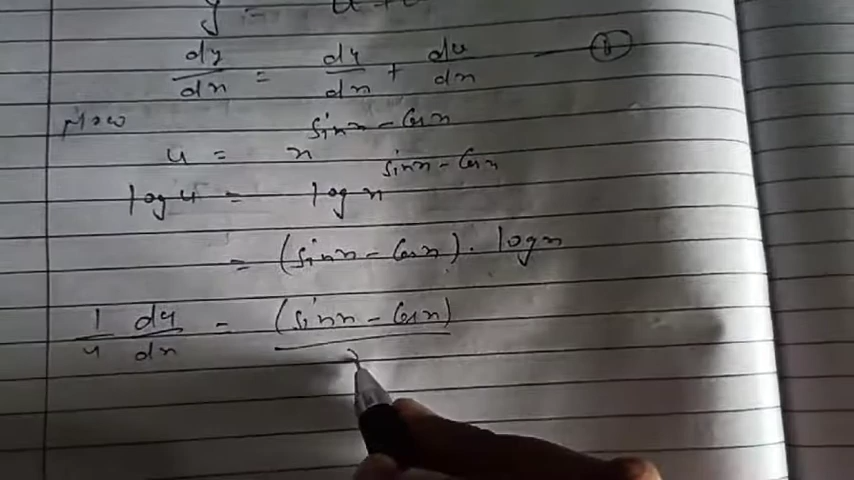 dy/dx = du/dx + dv/dx — ①
Now
u = x^(sinx - Cosx)
log u = log x^(sinx - Cosx)
= (sinx - Cosx) · log x
1/u du/dx = (sinx - Cosx)